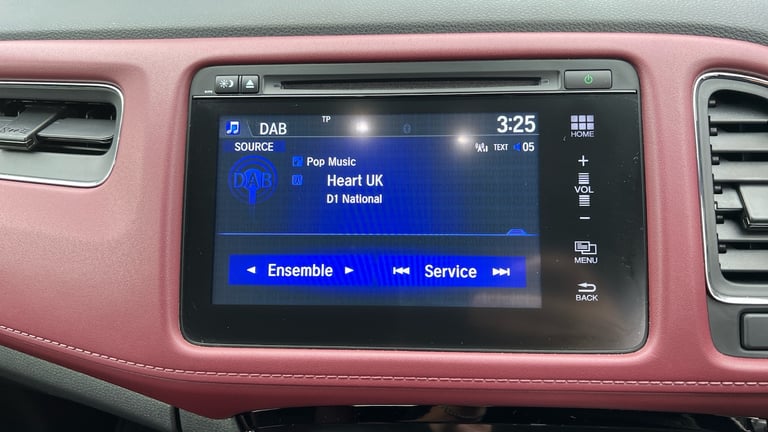 TP
DAB
3:25
SOURCE
TEXT
05
DAB
Pop Music
Heart UK
D1 National
Ensemble
Service
HOME
+
VOL
−
MENU
BACK